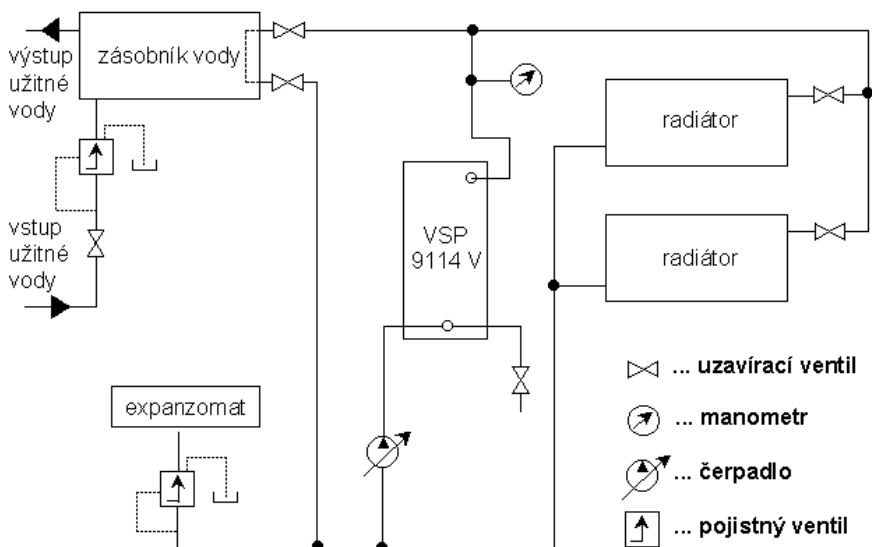 výstup
užitné
vody
zásobník vody
radiátor
vstup
užitné
vody
VSP
9114 V
radiátor
expanzomat
... uzavírací ventil
... manometr
... čerpadlo
... pojistný ventil